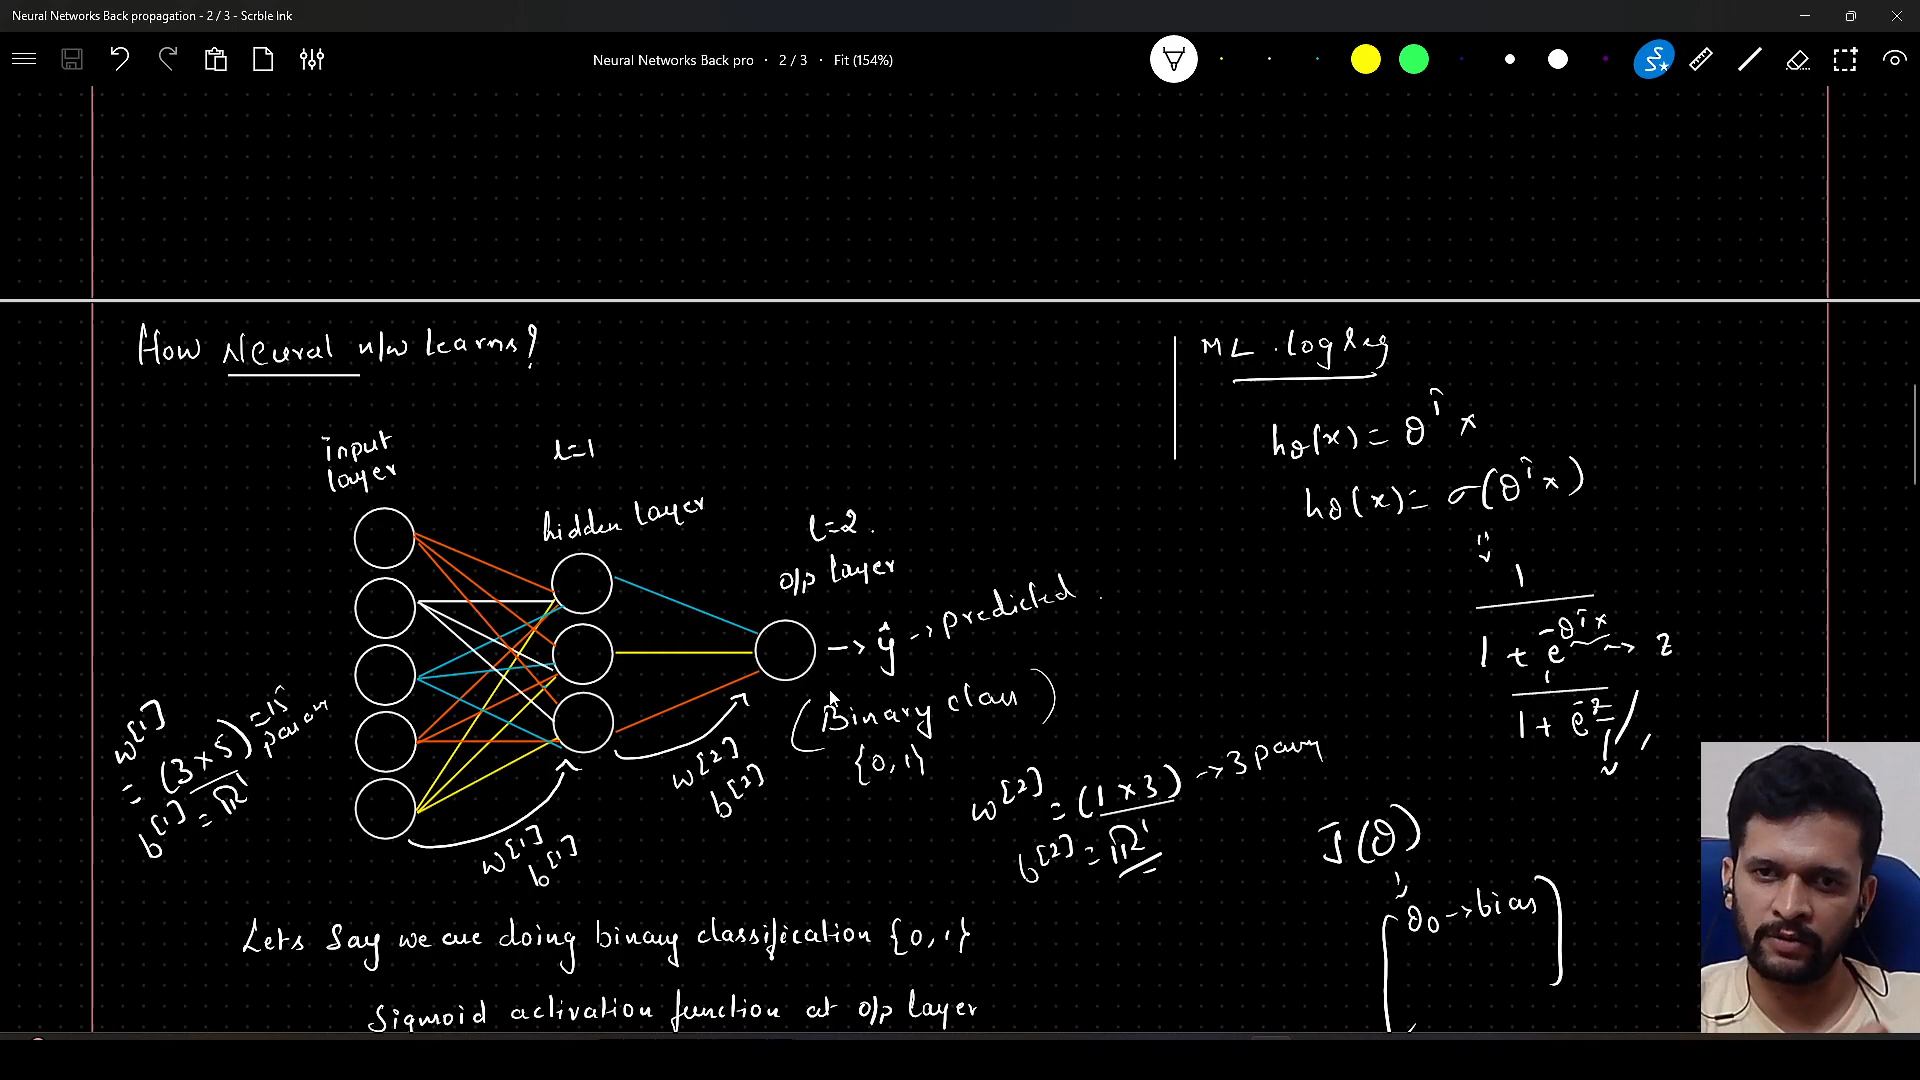 Neural Networks Back propagation - 2 / 3 - Scrble Ink
Neural Networks Back pro · 2 / 3 · Fit (154%)
How Neural n/w learns?
ML . log Reg
hθ(x) = θᵀx
hθ(x) = σ(θᵀx)
1
1 + e^-θᵀx → z
1
1 + e^-z
input
layer
l=1
hidden layer
l=2.
o/p layer
→ ŷ → predicted.
(Binary class)
{0,1}
w[1]
= (3×5) = 15
b[1] = ℝ¹
w[1]
b[1]
w[2]
b[2]
w[2] = (1×3) → 3
b[2] = ℝ¹
J(θ)
θ0 → bias
Lets say we are doing binary classification {0,1}
Sigmoid activation function at o/p layer